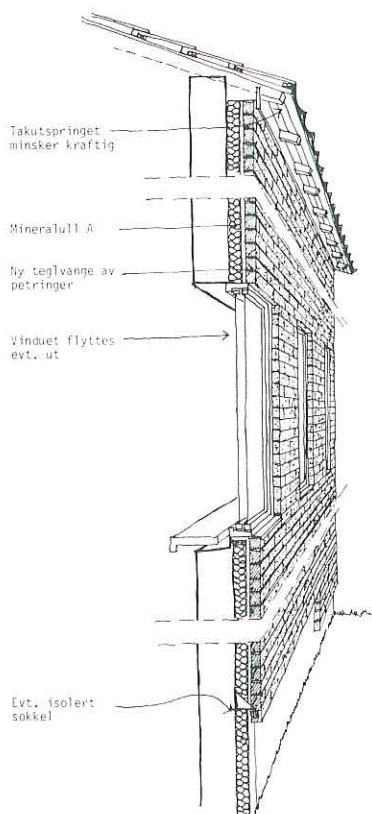 Takutspringet
minsker kraftig
Mineralull A
Ny teglvange av
petringer
Vinduet flyttes
evt. ut
Evt. isolert
sokkel